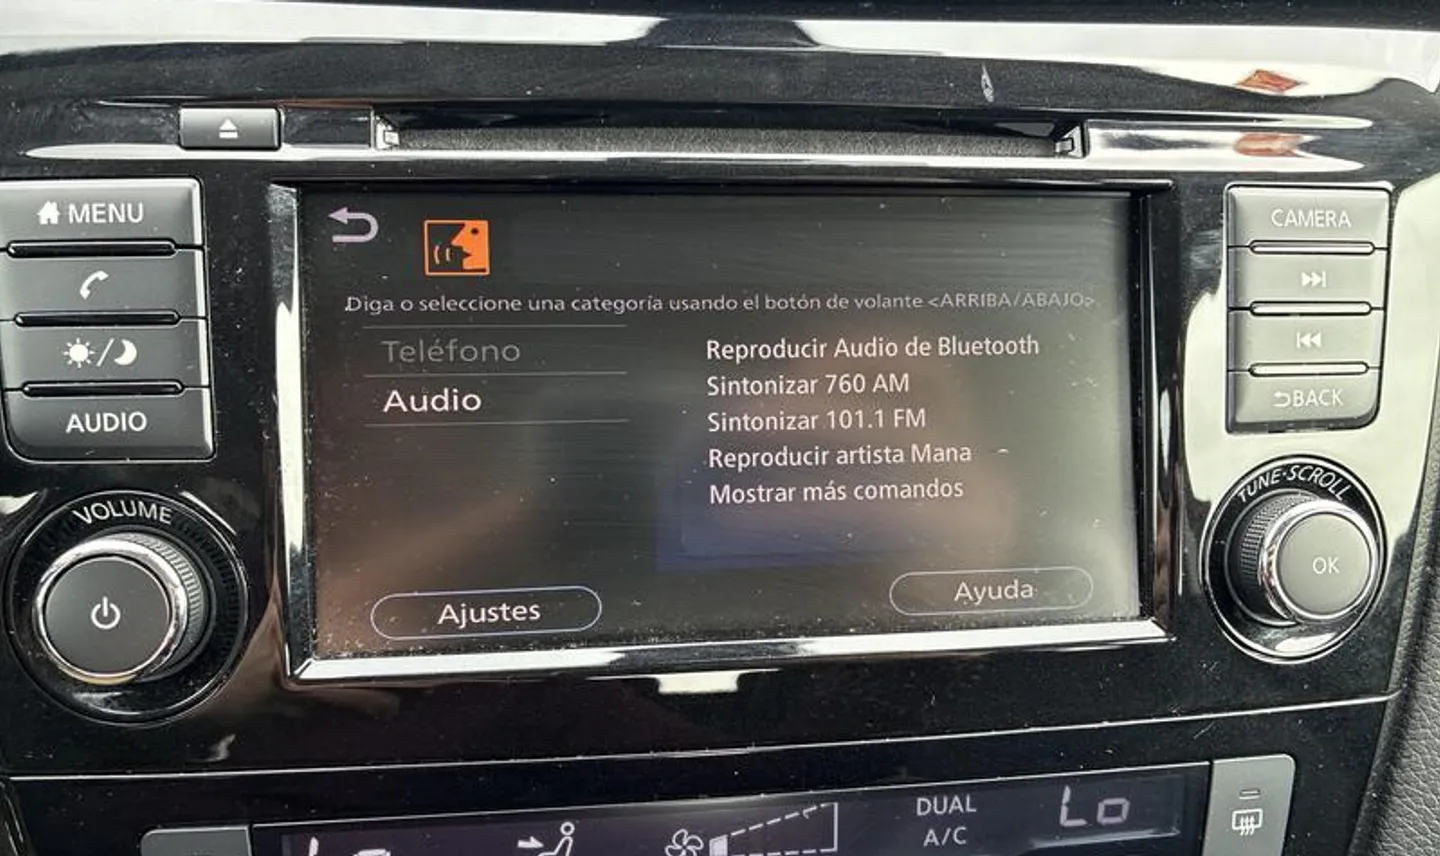 MENU
AUDIO
VOLUME
Diga o seleccione una categoría usando el botón de volante <ARRIBA/ABAJO>
Teléfono
Audio
Reproducir Audio de Bluetooth
Sintonizar 760 AM
Sintonizar 101.1 FM
Reproducir artista Mana
Mostrar más comandos
Ajustes
Ayuda
CAMERA
BACK
TUNE·SCROLL
OK
DUAL
A/C
Lo